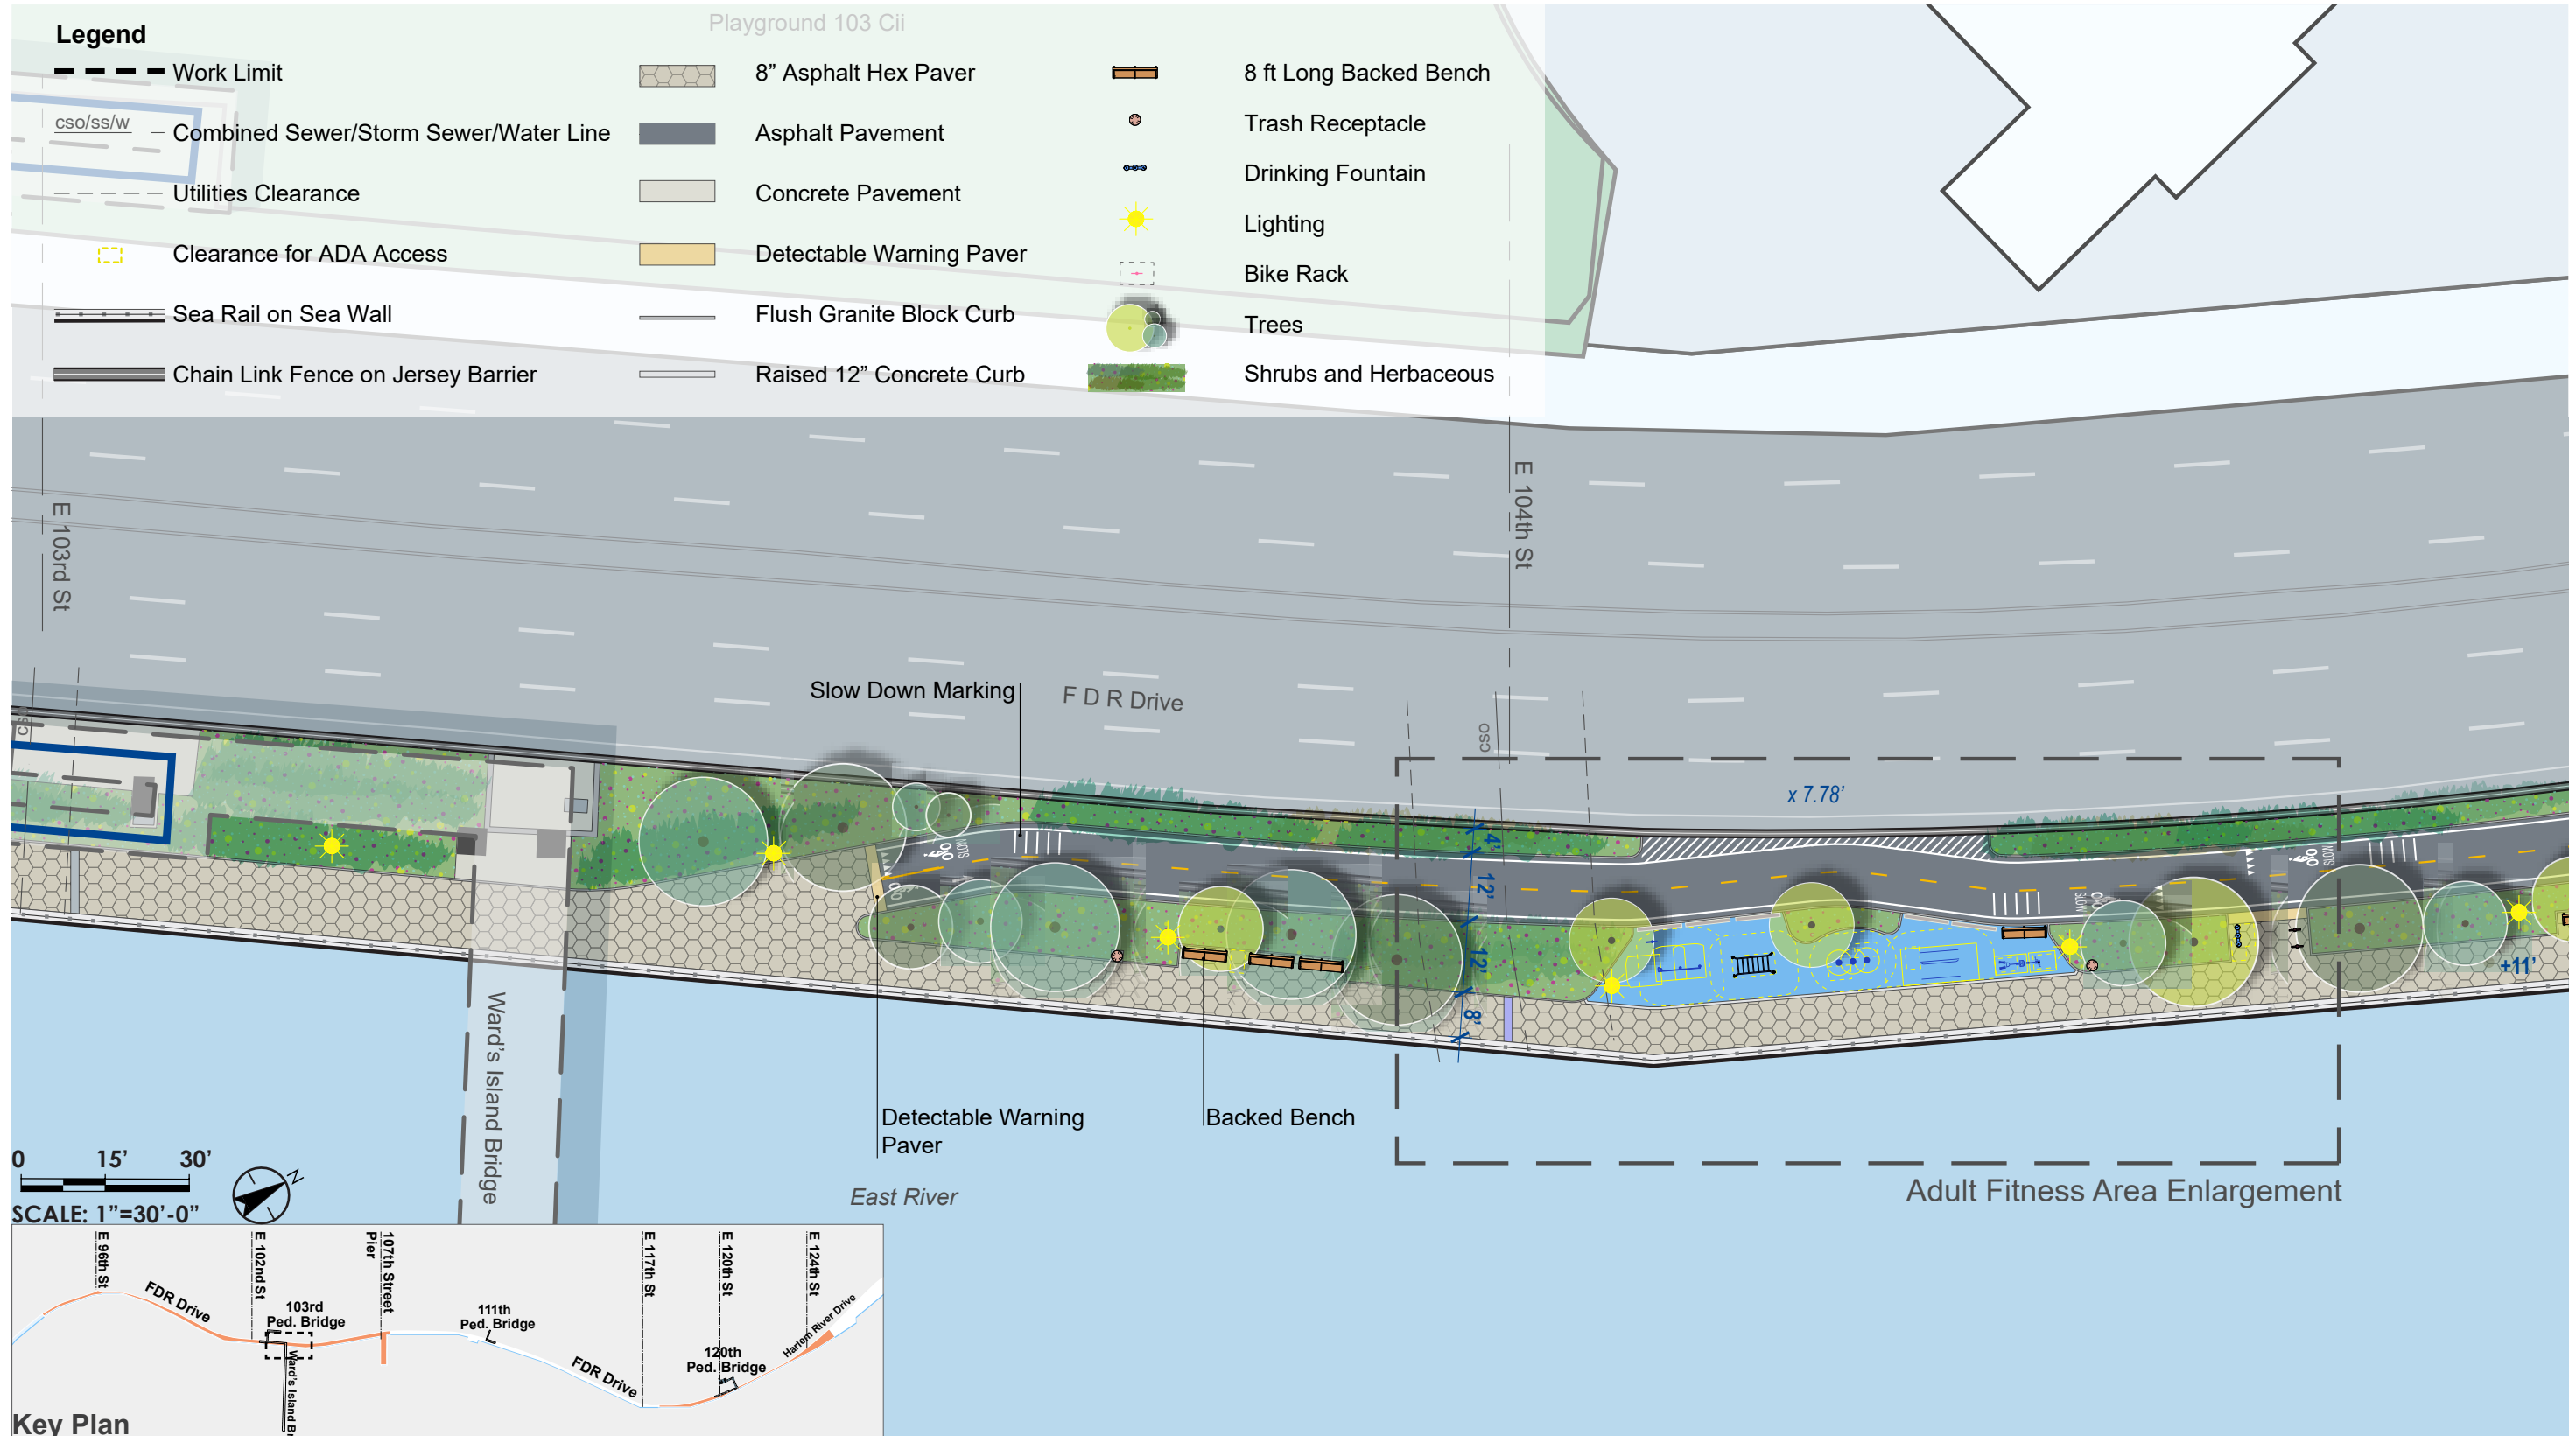 Playground 103 Cii
Legend
Work Limit
cso/ss/w
Combined Sewer/Storm Sewer/Water Line
Utilities Clearance
Clearance for ADA Access
Sea Rail on Sea Wall
Chain Link Fence on Jersey Barrier
8” Asphalt Hex Paver
Asphalt Pavement
Concrete Pavement
Detectable Warning Paver
Flush Granite Block Curb
Raised 12” Concrete Curb
8 ft Long Backed Bench
Trash Receptacle
Drinking Fountain
Lighting
Bike Rack
Trees
Shrubs and Herbaceous
E 103rd St
E 104th St
Slow Down Marking
F D R Drive
cso
cso
x 7.78’
SLOW
SLOW
SLOW
4’
12’
12’
8’
+11’
Detectable Warning
Paver
Backed Bench
Ward’s Island Bridge
East River
Adult Fitness Area Enlargement
0 15’ 30’
SCALE: 1”=30’-0”
N
E 96th St
E 102nd St
107th Street
Pier
E 117th St
E 120th St
E 124th St
FDR Drive
103rd
Ped. Bridge
111th
Ped. Bridge
Ward’s Island B
FDR Drive
120th
Ped. Bridge
Harlem River Drive
Key Plan